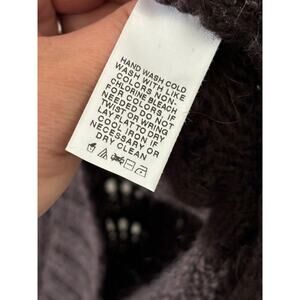 HAND WASH COLD
WASH WITH LIKE
COLORS NON-
CHLORINE BLEACH
FOR COLORS, IF
NEEDED DO NOT
TWIST OR WRING
LAY FLAT TO DRY
COOL IRON IF
NECESSARY OR
DRY CLEAN